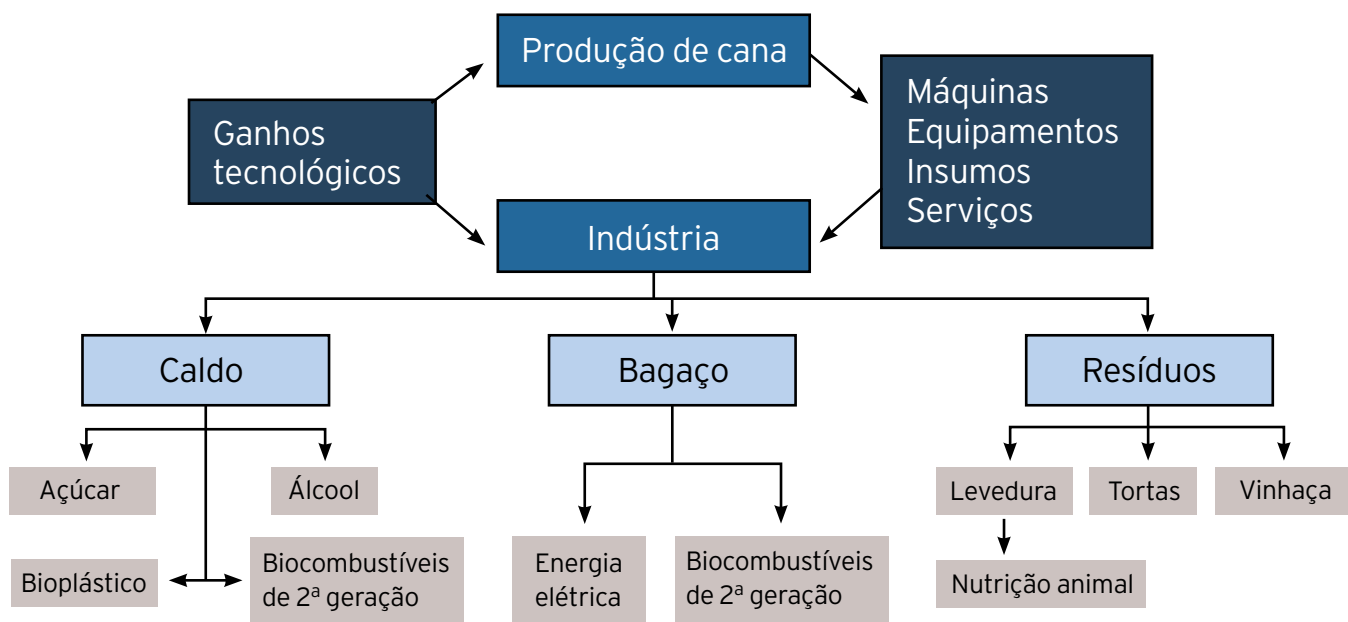 Produção de cana
Ganhos
tecnológicos
Máquinas
Equipamentos
Insumos
Serviços
Indústria
Caldo
Bagaço
Resíduos
Açúcar
Álcool
Levedura
Tortas
Vinhaça
Bioplástico
Biocombustíveis
de 2ª geração
Energia
elétrica
Biocombustíveis
de 2ª geração
Nutrição animal